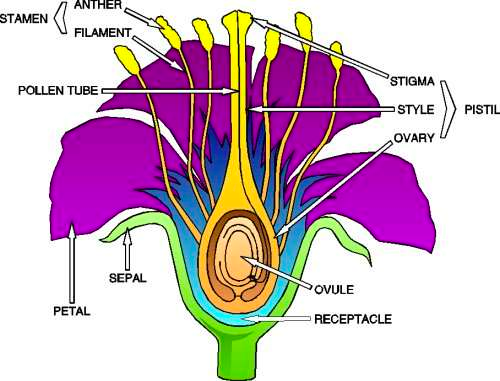 ANTHER
STAMEN
FILAMENT
POLLEN TUBE
STIGMA
STYLE
PISTIL
OVARY
SEPAL
PETAL
OVULE
RECEPTACLE